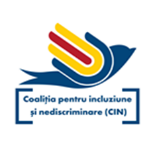 Coaliția pentru incluziune
și nediscriminare (CIN)